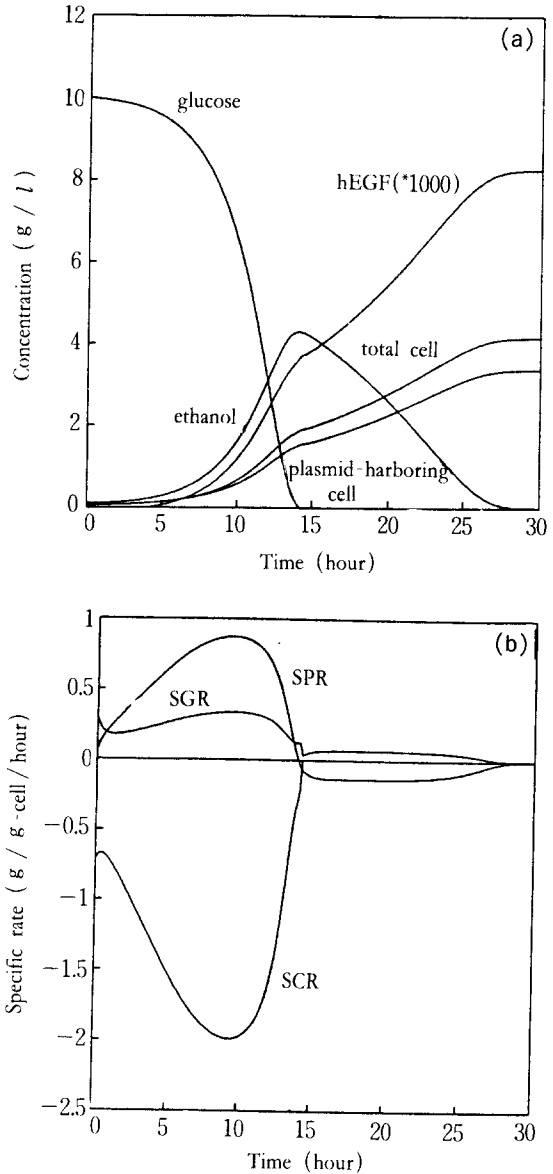 (a)
12
10
8
6
4
2
0
Concentration ( g / l )
glucose
hEGF(*1000)
total cell
ethanol
plasmid-harboring
cell
0 5 10 15 20 25 30
Time (hour)
(b)
1
0.5
0
−0.5
−1
−1.5
−2
−2.5
Specific rate ( g / g-cell / hour)
SPR
SGR
SCR
0 5 10 15 20 25 30
Time (hour)